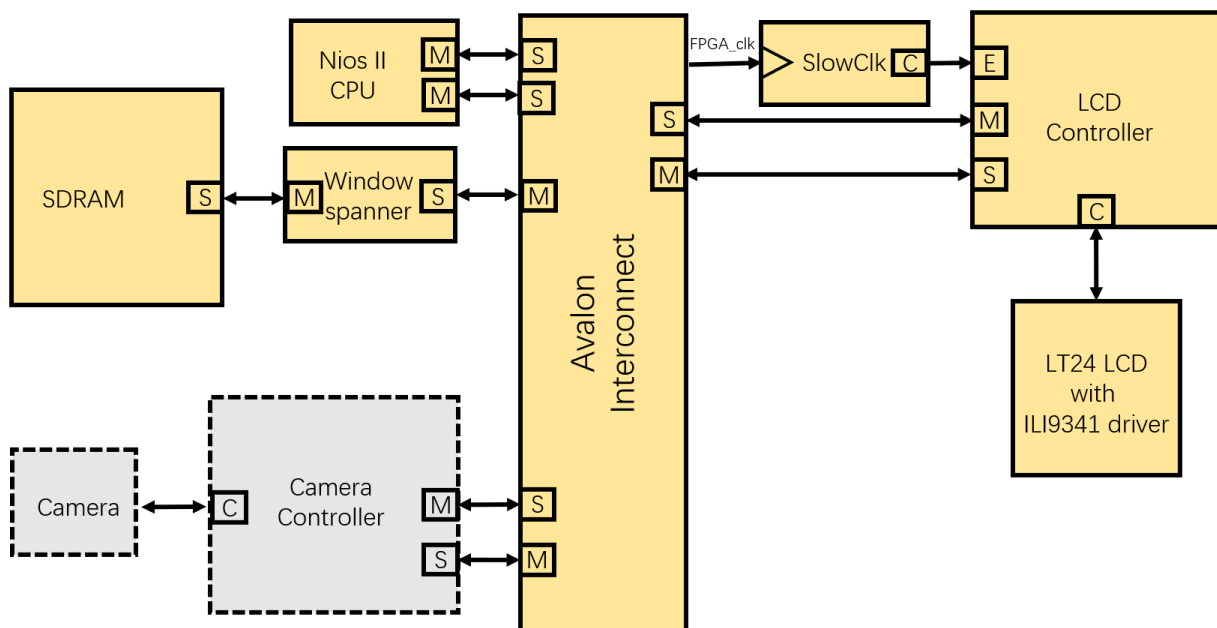 Nios II
CPU
M
M
S
S
FPGA_clk
SlowClk
C
E
LCD
Controller
M
S
S
M
C
SDRAM
S
M
Window
spanner
S
M
Avalon
Interconnect
LT24 LCD
with
ILI9341 driver
Camera
C
Camera
Controller
M
S
S
M